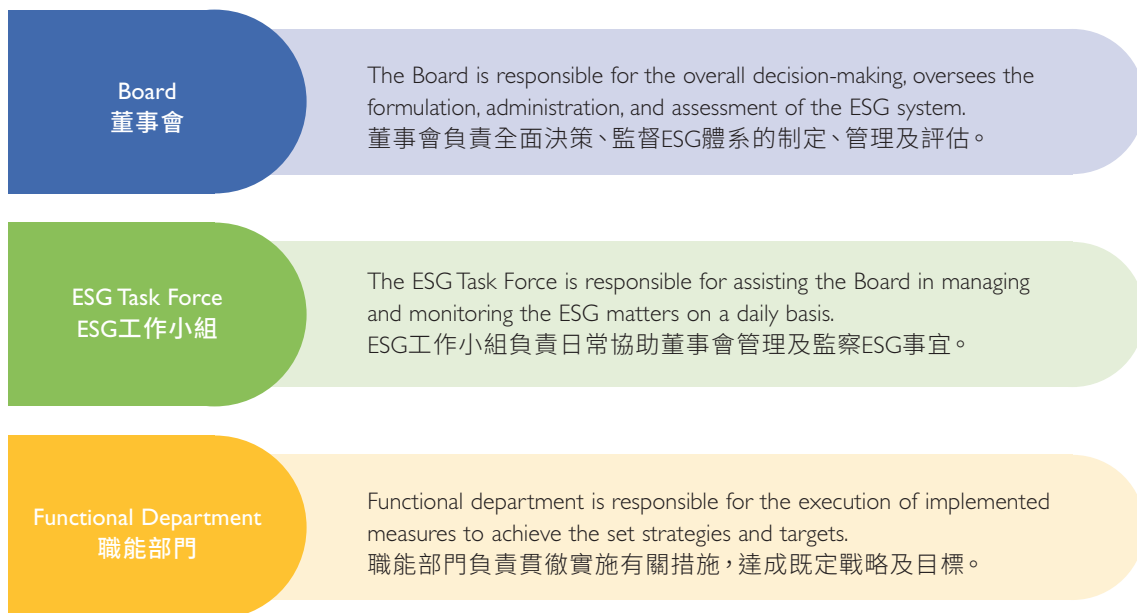 Board
董事會
The Board is responsible for the overall decision-making, oversees the
formulation, administration, and assessment of the ESG system.
董事會負責全面決策、監督ESG體系的制定、管理及評估。
ESG Task Force
ESG工作小組
The ESG Task Force is responsible for assisting the Board in managing
and monitoring the ESG matters on a daily basis.
ESG工作小組負責日常協助董事會管理及監察ESG事宜。
Functional Department
職能部門
Functional department is responsible for the execution of implemented
measures to achieve the set strategies and targets.
職能部門負責貫徹實施有關措施，達成既定戰略及目標。